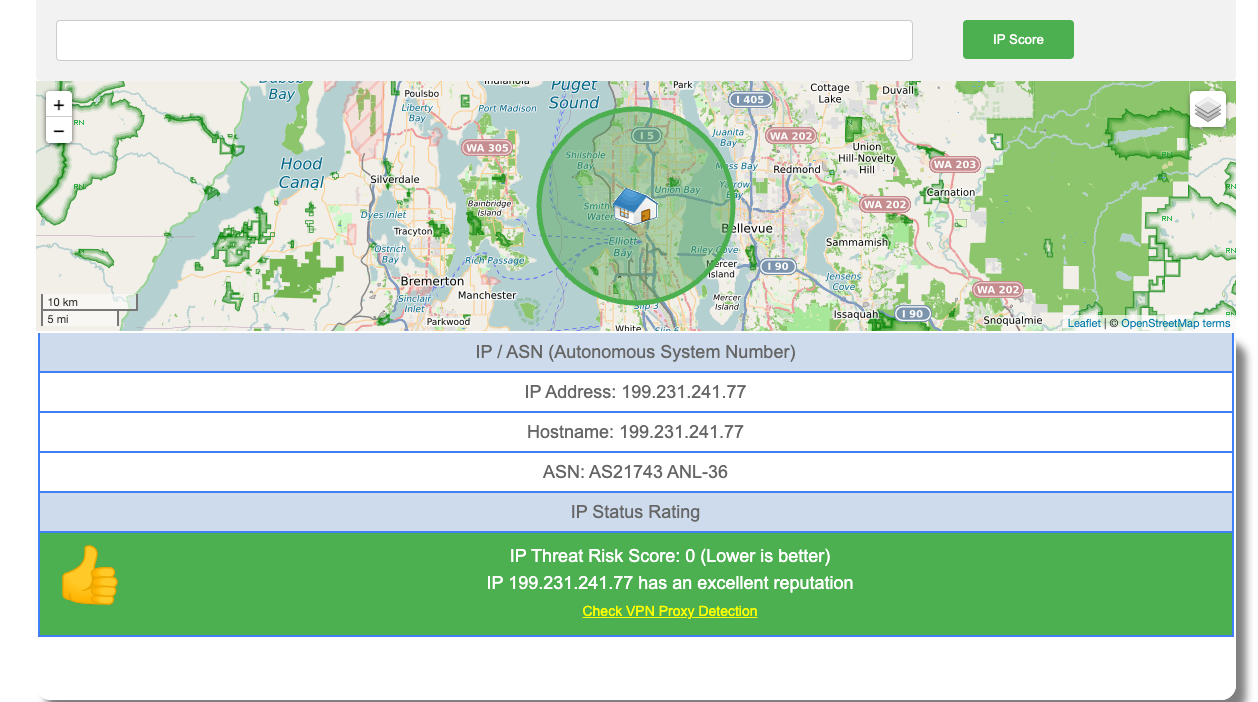 IP Score
+
−
Dabob
Bay
Hood
Canal
RN
RN
Poulsbo
Liberty
Bay
Indianola
Port Madison
Puget
Sound
Park
I 405
Cottage
Lake
Duvall
WA 305
Shilshole
Bay
I 5
Juanita
Bay
WA 202
Union
Hill-Novelty
Hill
WA 203
Silverdale
Union Bay
Yarrow
Bay
Redmond
Carnation
RN
Bainbridge
Island
WA 202
RN
Dyes Inlet
Tracyton
Elliott
Bay
Bellevue
Sammamish
Ostrich
Bay
Rich Passage
Riley Cove
Mercer
Island
I 90
Jensens
Cove
Bremerton
Manchester
Sinclair
Inlet
Mercer
Island
WA 202
Parkwood
Slip 3
White
Slip 6
Issaquah
I 90
Snoqualmie
10 km
5 mi
Leaflet | © OpenStreetMap terms
IP / ASN (Autonomous System Number)
IP Address: 199.231.241.77
Hostname: 199.231.241.77
ASN: AS21743 ANL-36
IP Status Rating
IP Threat Risk Score: 0 (Lower is better)
IP 199.231.241.77 has an excellent reputation
Check VPN Proxy Detection